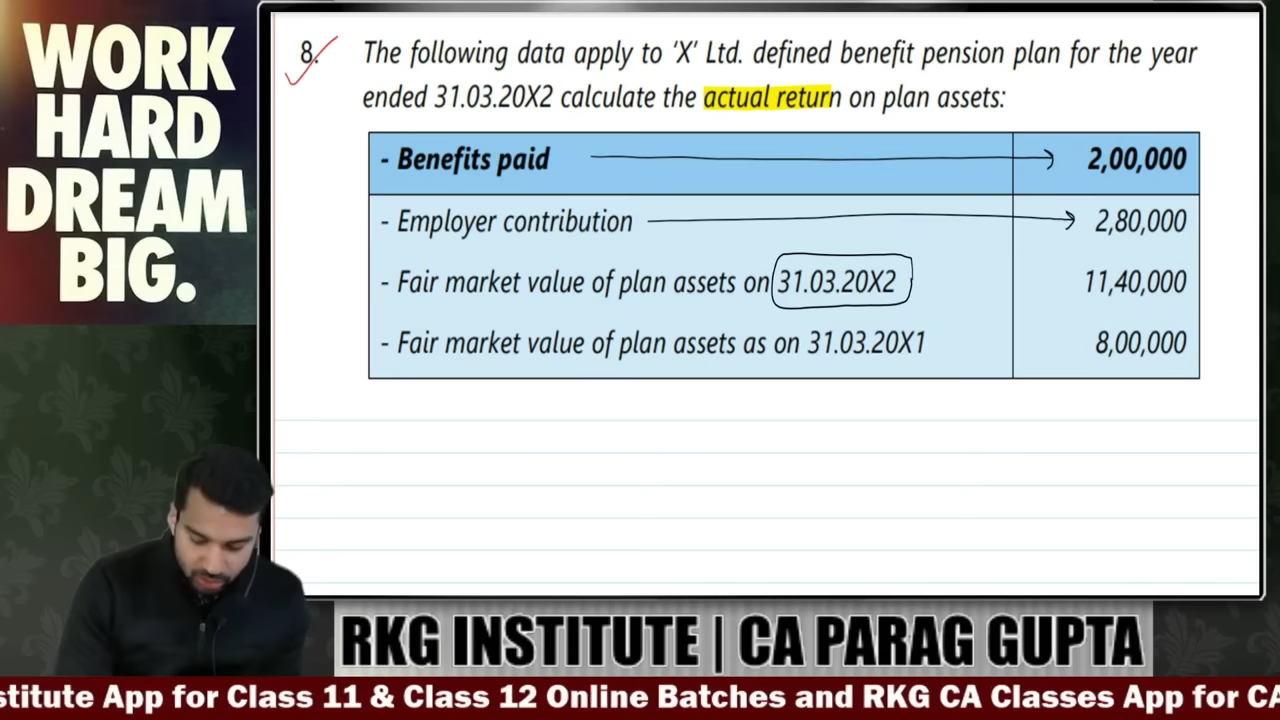 WORK
HARD
DREAM
BIG.
8. The following data apply to ‘X’ Ltd. defined benefit pension plan for the year
ended 31.03.20X2 calculate the actual return on plan assets:
- Benefits paid 2,00,000
- Employer contribution 2,80,000
- Fair market value of plan assets on 31.03.20X2 11,40,000
- Fair market value of plan assets as on 31.03.20X1 8,00,000
RKG INSTITUTE | CA PARAG GUPTA
stitute App for Class 11 & Class 12 Online Batches and RKG CA Classes App for CA